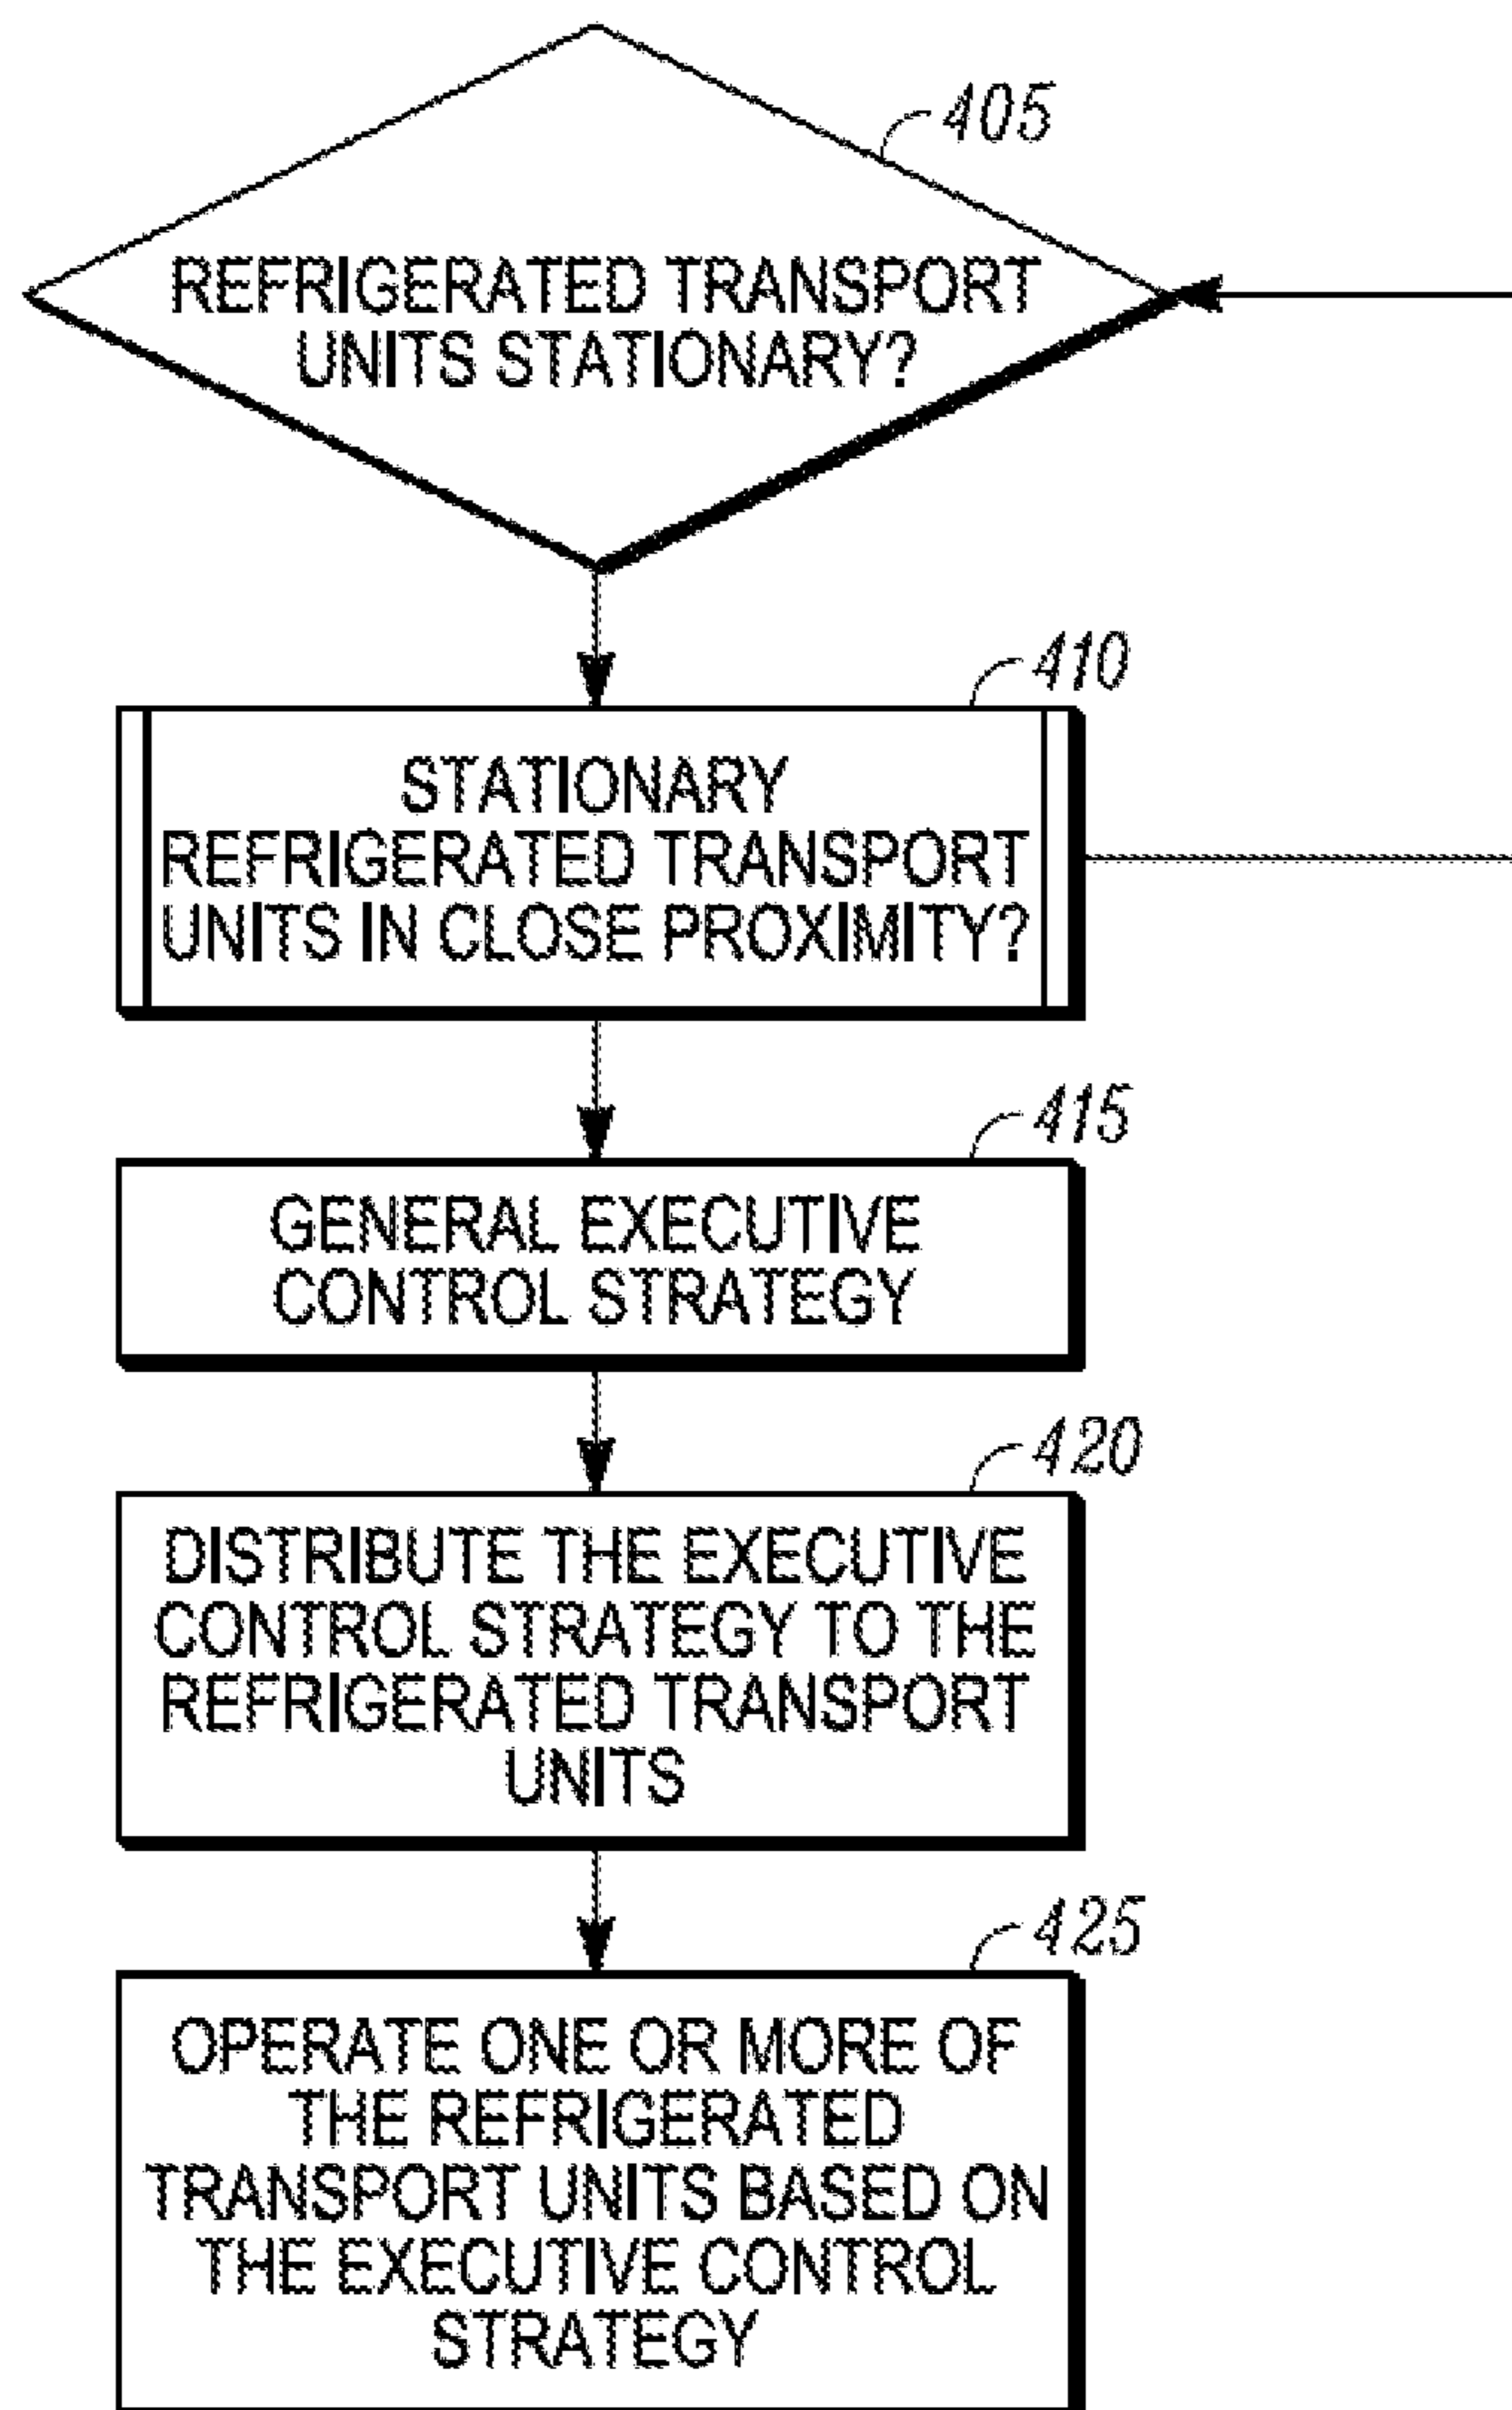 405
REFRIGERATED TRANSPORT
UNITS STATIONARY?
410
STATIONARY
REFRIGERATED TRANSPORT
UNITS IN CLOSE PROXIMITY?
415
GENERAL EXECUTIVE
CONTROL STRATEGY
420
DISTRIBUTE THE EXECUTIVE
CONTROL STRATEGY TO THE
REFRIGERATED TRANSPORT
UNITS
425
OPERATE ONE OR MORE OF
THE REFRIGERATED
TRANSPORT UNITS BASED ON
THE EXECUTIVE CONTROL
STRATEGY